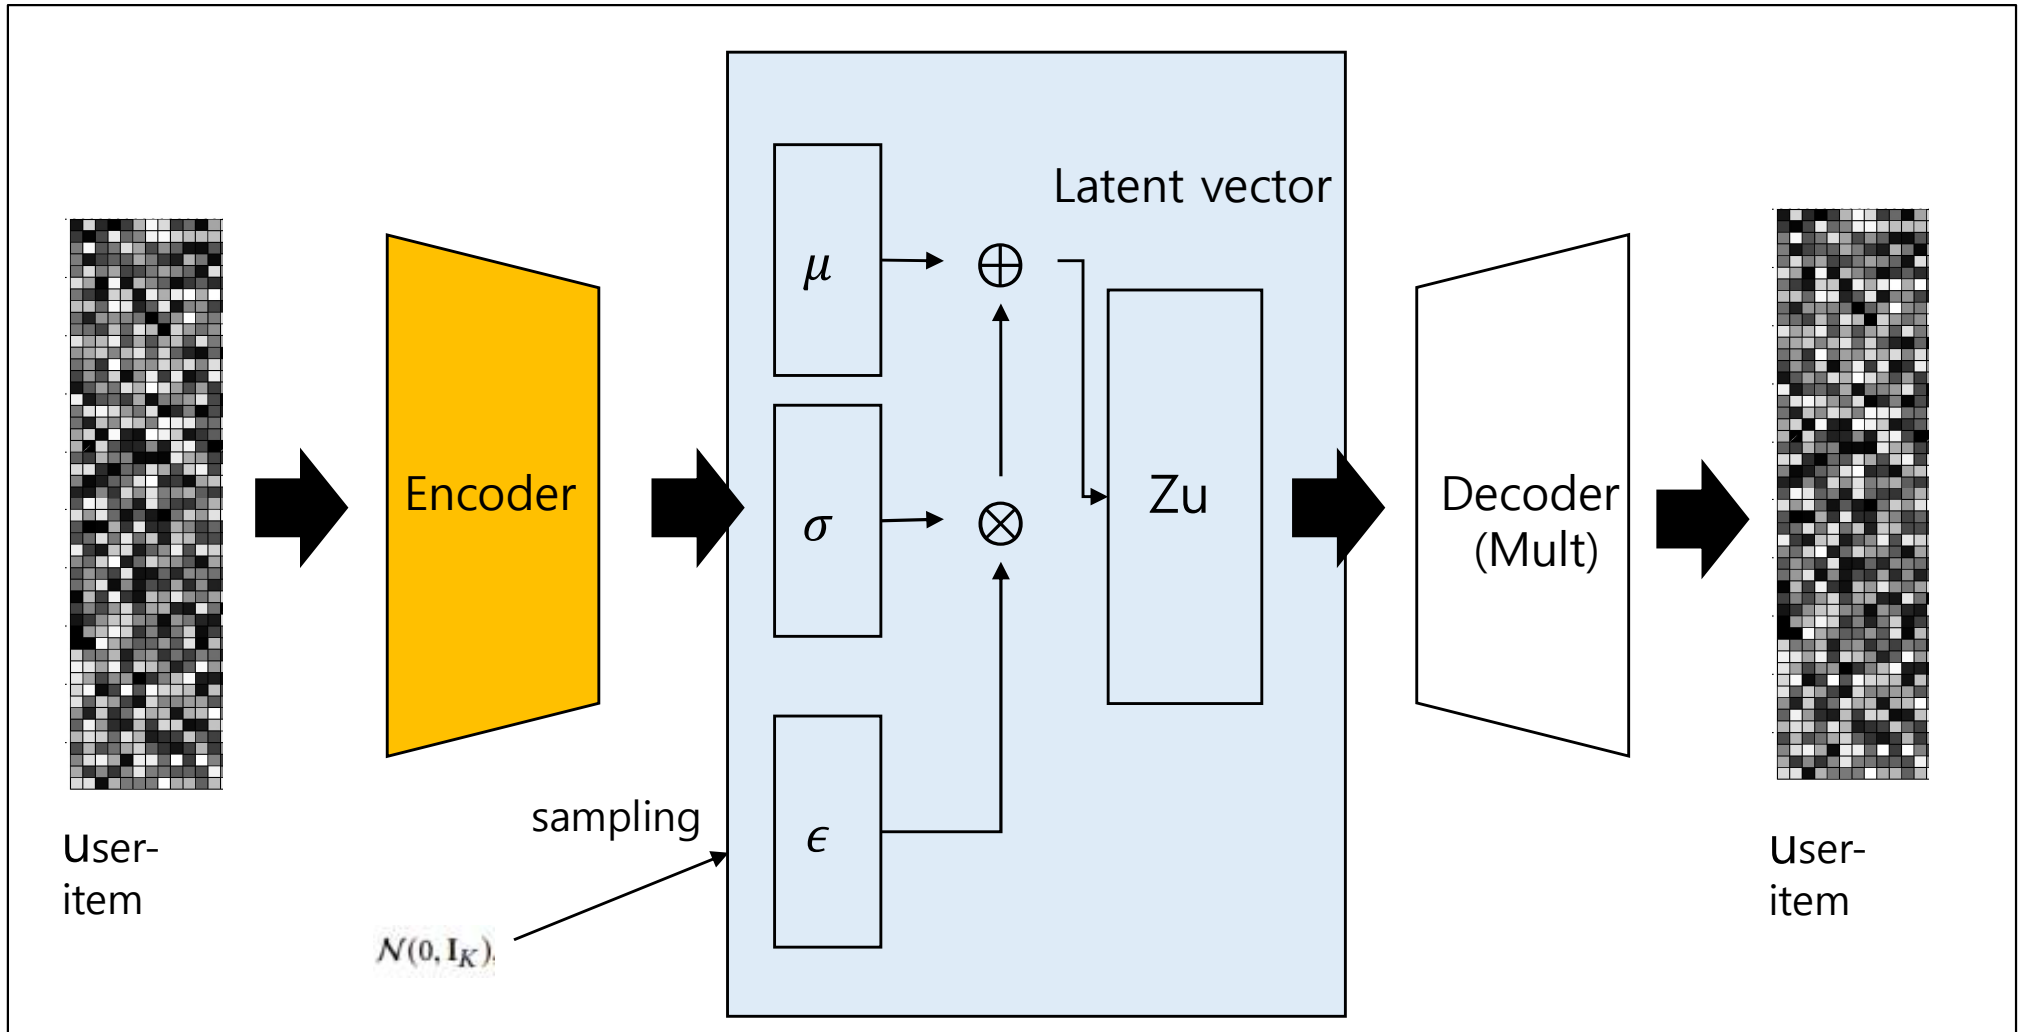 Latent vector
μ
⊕
Encoder
σ
⊗
Zu
Decoder
(Mult)
sampling
ϵ
user-
item
user-
item
𝒩(0, I_K),